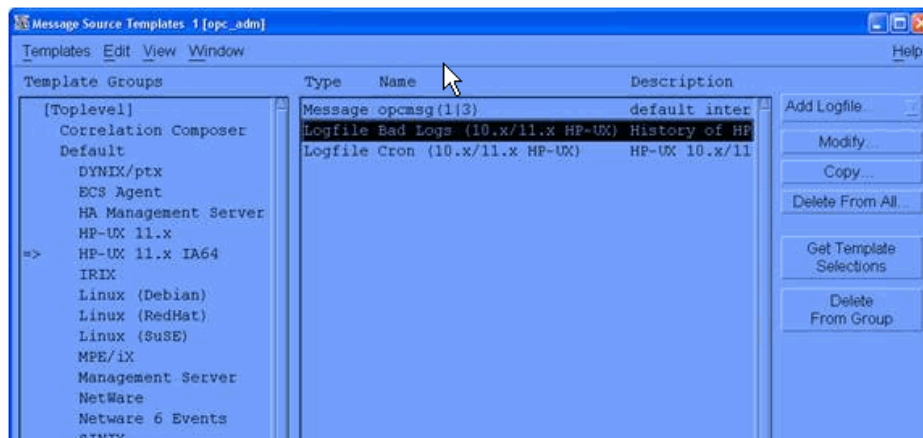 Message Source Templates 1 [opc_adm]
Templates Edit View Window Help
Template Groups
[Toplevel]
Correlation Composer
Default
DYNIX/ptx
ECS Agent
HA Management Server
HP-UX 11.x
=> HP-UX 11.x IA64
IRIX
Linux (Debian)
Linux (RedHat)
Linux (SuSE)
MPE/iX
Management Server
NetWare
Netware 6 Events
Type Name Description
Message opcmsg(1|3) default inter
Logfile Bad Logs (10.x/11.x HP-UX) History of HP
Logfile Cron (10.x/11.x HP-UX) HP-UX 10.x/11
Add Logfile...
Modify...
Copy...
Delete From All...
Get Template
Selections
Delete
From Group